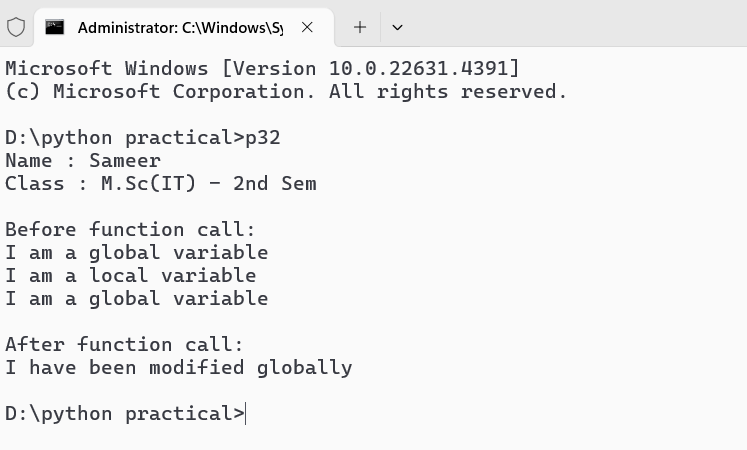 Administrator: C:\Windows\Sy
Microsoft Windows [Version 10.0.22631.4391]
(c) Microsoft Corporation. All rights reserved.
D:\python practical>p32
Name : Sameer
Class : M.Sc(IT) - 2nd Sem
Before function call:
I am a global variable
I am a local variable
I am a global variable
After function call:
I have been modified globally
D:\python practical>